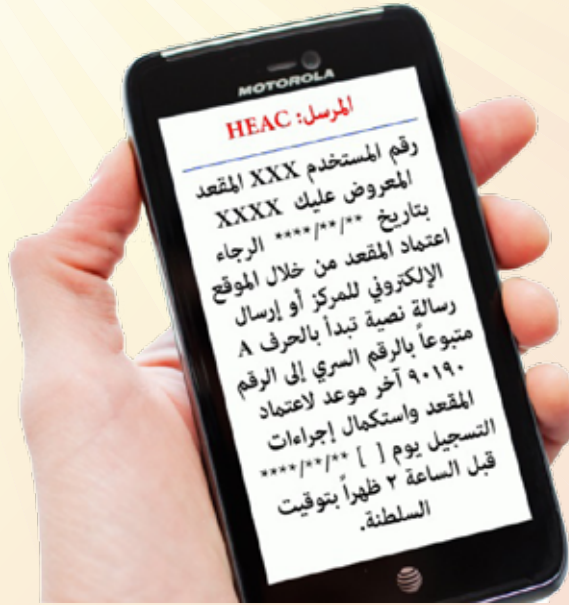 MOTOROLA
المرسل: HEAC
رقم المستخدم XXX المقعد
المعروض عليك XXXX
بتاريخ **/**/**** الرجاء
اعتماد المقعد من خلال الموقع
الإلكتروني للمركز أو إرسال
رسالة نصية تبدأ بالحرف A
متبوعاً بالرقم السري إلى الرقم
٩٠١٩٠ آخر موعد لاعتماد
المقعد واستكمال إجراءات
التسجيل يوم [ ] **/**/****
قبل الساعة ٢ ظهراً بتوقيت
السلطنة.